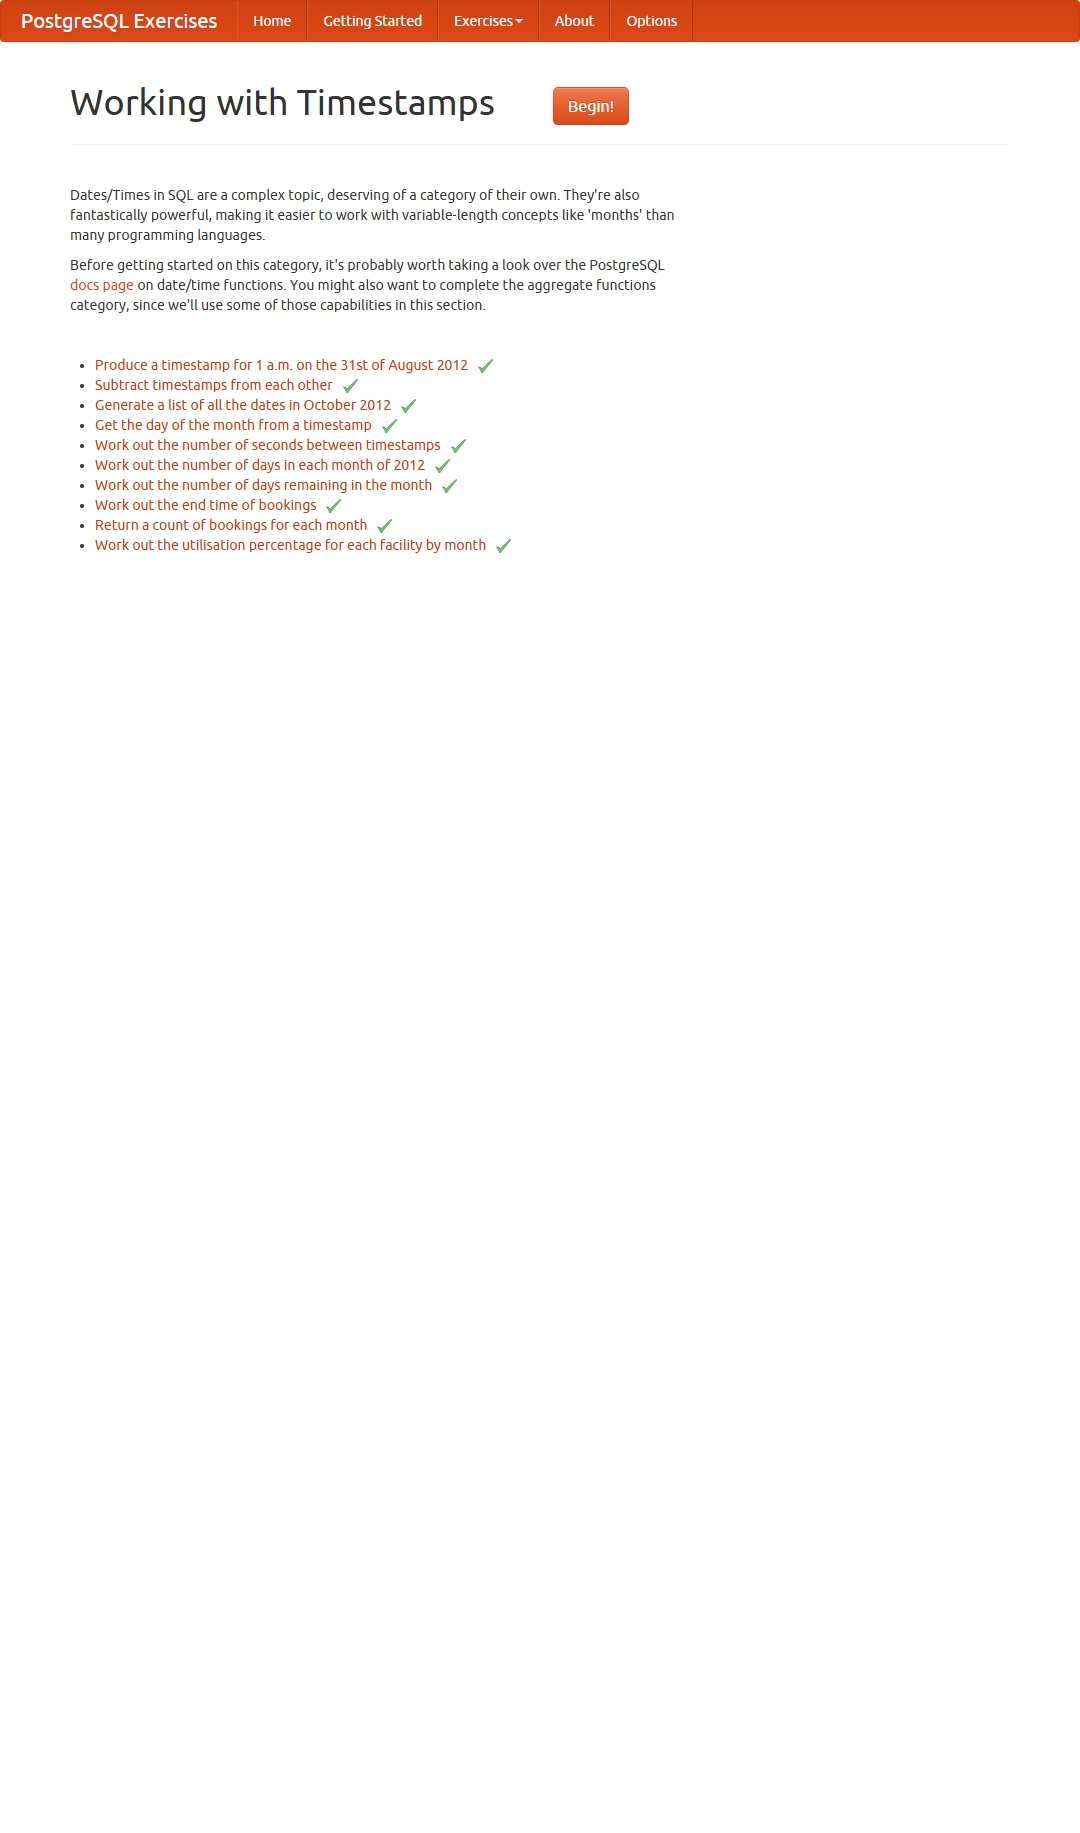 PostgreSQL Exercises Home Getting Started Exercises About Options
Working with Timestamps Begin!
Dates/Times in SQL are a complex topic, deserving of a category of their own. They're also
fantastically powerful, making it easier to work with variable-length concepts like 'months' than
many programming languages.
Before getting started on this category, it's probably worth taking a look over the PostgreSQL
docs page on date/time functions. You might also want to complete the aggregate functions
category, since we'll use some of those capabilities in this section.
Produce a timestamp for 1 a.m. on the 31st of August 2012
Subtract timestamps from each other
Generate a list of all the dates in October 2012
Get the day of the month from a timestamp
Work out the number of seconds between timestamps
Work out the number of days in each month of 2012
Work out the number of days remaining in the month
Work out the end time of bookings
Return a count of bookings for each month
Work out the utilisation percentage for each facility by month